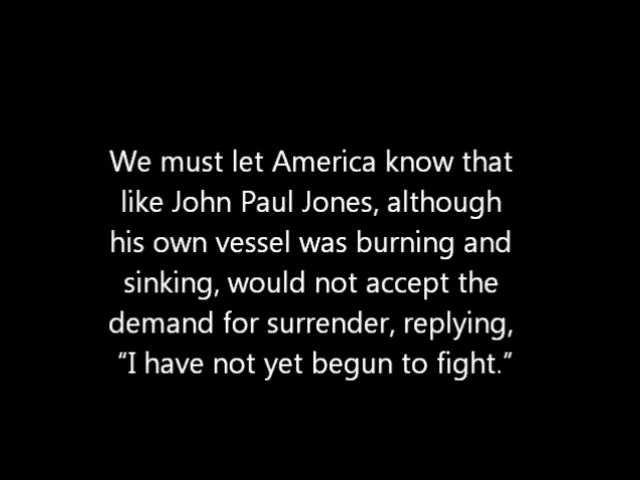 We must let America know that
like John Paul Jones, although
his own vessel was burning and
sinking, would not accept the
demand for surrender, replying,
“I have not yet begun to fight.”